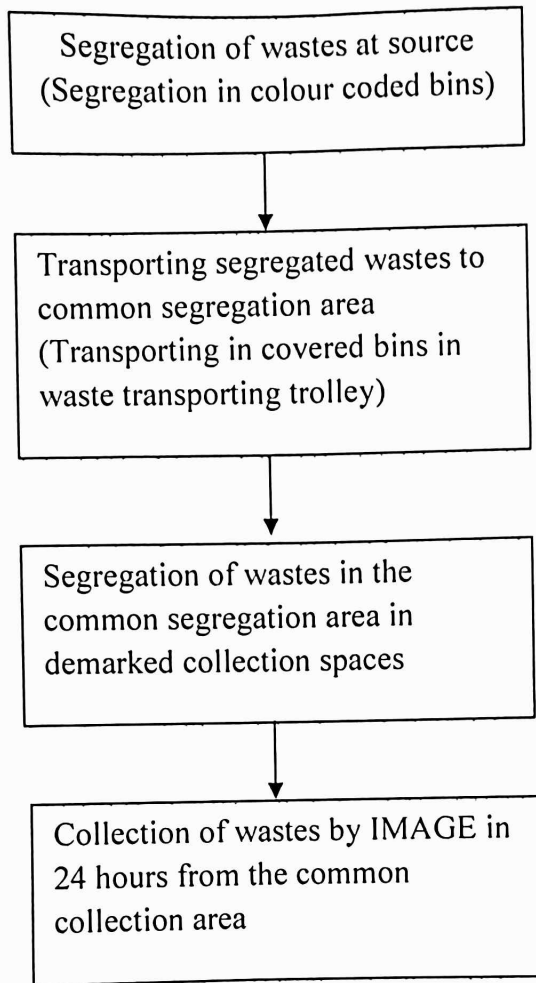 Segregation of wastes at source
(Segregation in colour coded bins)
Transporting segregated wastes to
common segregation area
(Transporting in covered bins in
waste transporting trolley)
Segregation of wastes in the
common segregation area in
demarked collection spaces
Collection of wastes by IMAGE in
24 hours from the common
collection area